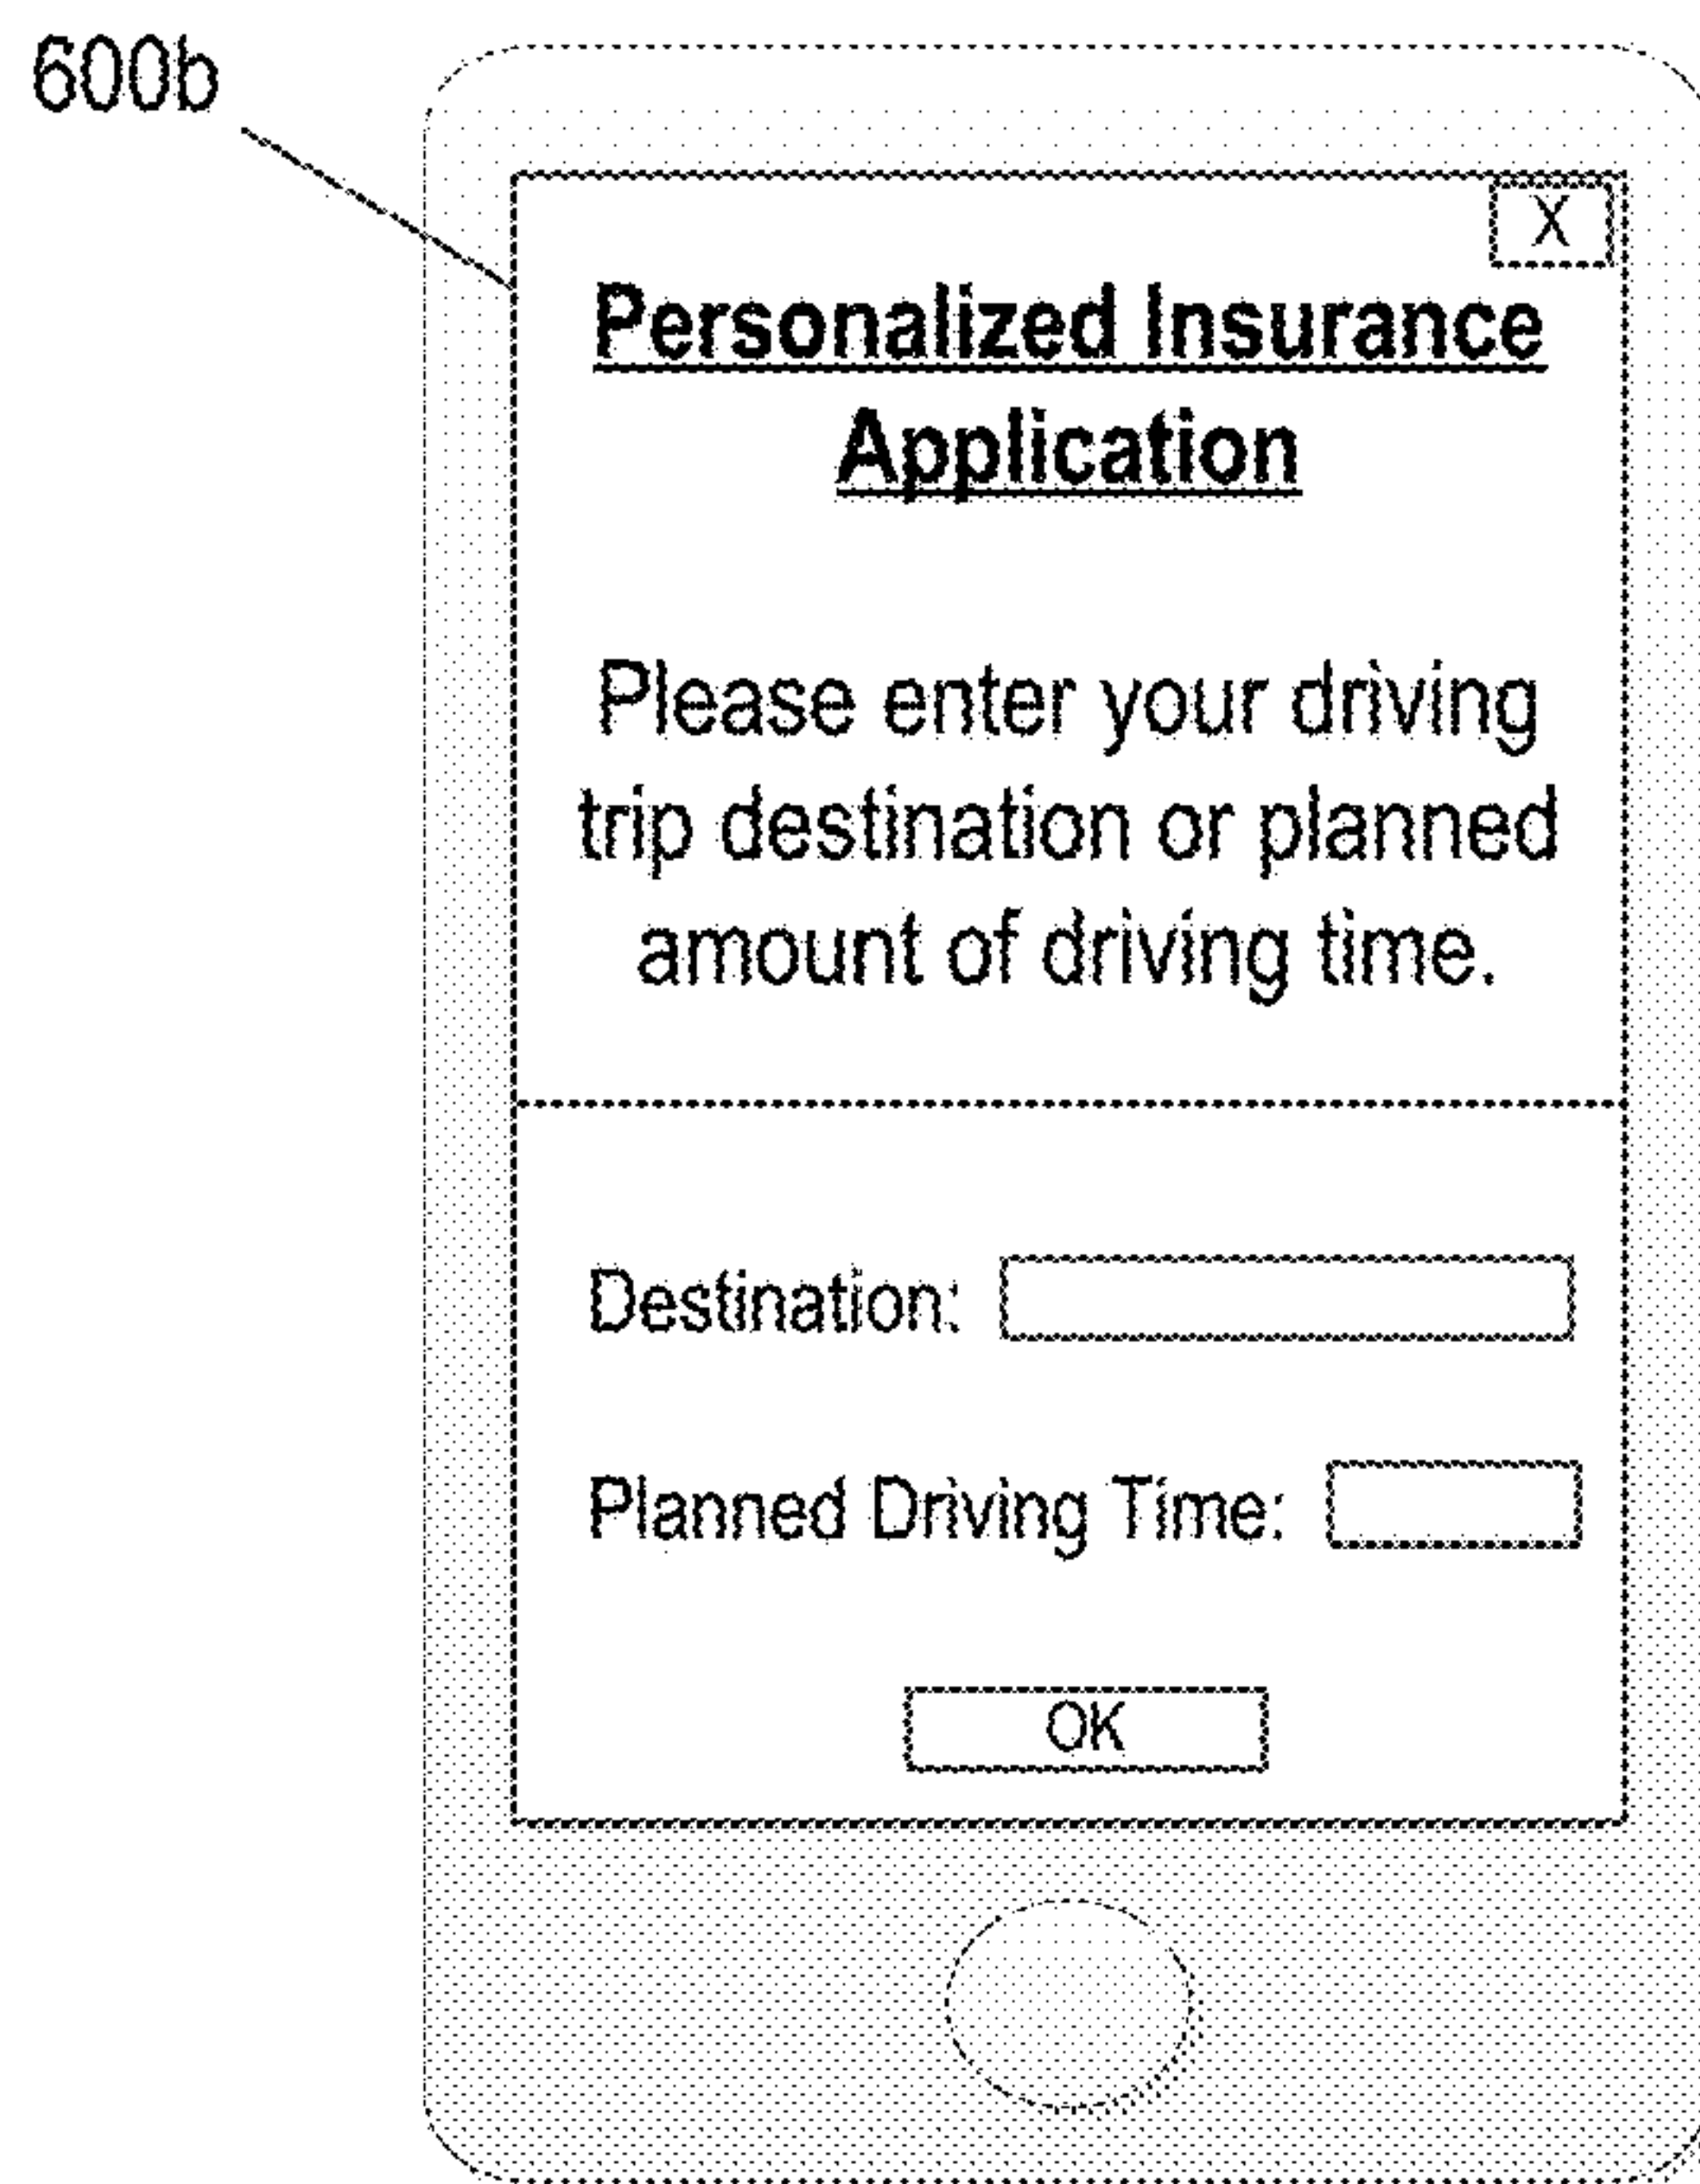 600b
X
Personalized Insurance
Application
Please enter your driving
trip destination or planned
amount of driving time.
Destination:
Planned Driving Time:
OK